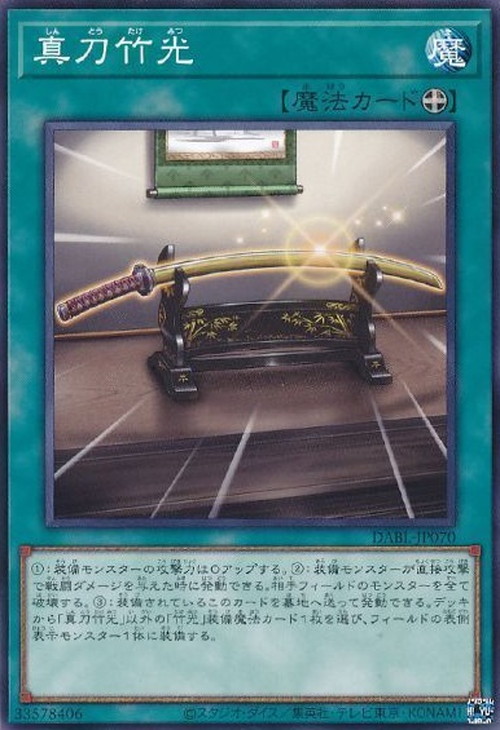 真刀竹光
魔
【魔法カード】
DABL-JP070
①：装備モンスターの攻撃力は０アップする。②：装備モンスターが直接攻撃
で戦闘ダメージを与えた時に発動できる。相手フィールドのモンスターを全て
破壊する。③：装備されているこのカードを墓地へ送って発動できる。デッキ
から「真刀竹光」以外の「竹光」装備魔法カード１枚を選び、フィールドの表側
表示モンスター１体に装備する。
33578406
©スタジオ・ダイス／集英社・テレビ東京・KONAMI